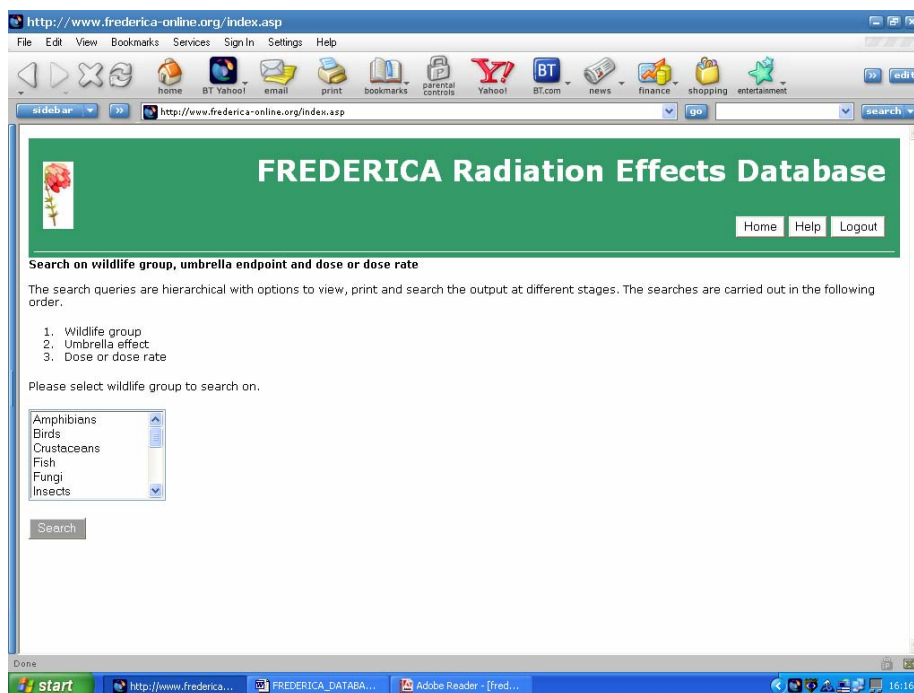 http://www.frederica-online.org/index.asp
File Edit View Bookmarks Services Sign In Settings Help
home BT Yahoo! email print bookmarks parental controls Yahoo! BT.com news finance shopping entertainment edit
sidebar http://www.frederica-online.org/index.asp go search
FREDERICA Radiation Effects Database
Home Help Logout
Search on wildlife group, umbrella endpoint and dose or dose rate
The search queries are hierarchical with options to view, print and search the output at different stages. The searches are carried out in the following
order.
1. Wildlife group
2. Umbrella effect
3. Dose or dose rate
Please select wildlife group to search on.
Amphibians
Birds
Crustaceans
Fish
Fungi
Insects
Search
Done
start http://www.frederica... FREDERICA_DATABA... Adobe Reader - [fred... 16:16